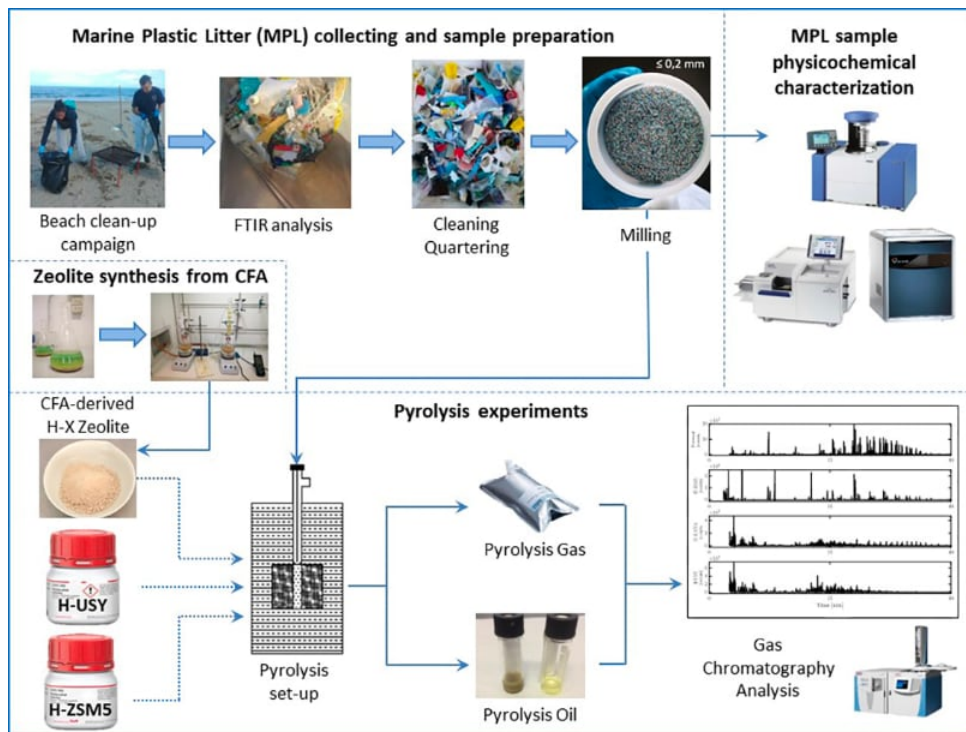 Marine Plastic Litter (MPL) collecting and sample preparation
≤ 0,2 mm
Beach clean-up
campaign
FTIR analysis
Cleaning
Quartering
Milling
MPL sample
physicochemical
characterization
Zeolite synthesis from CFA
CFA-derived
H-X Zeolite
H-USY
H-ZSM5
Pyrolysis experiments
Pyrolysis
set-up
Pyrolysis Gas
Pyrolysis Oil
Time [min]
Gas
Chromatography
Analysis